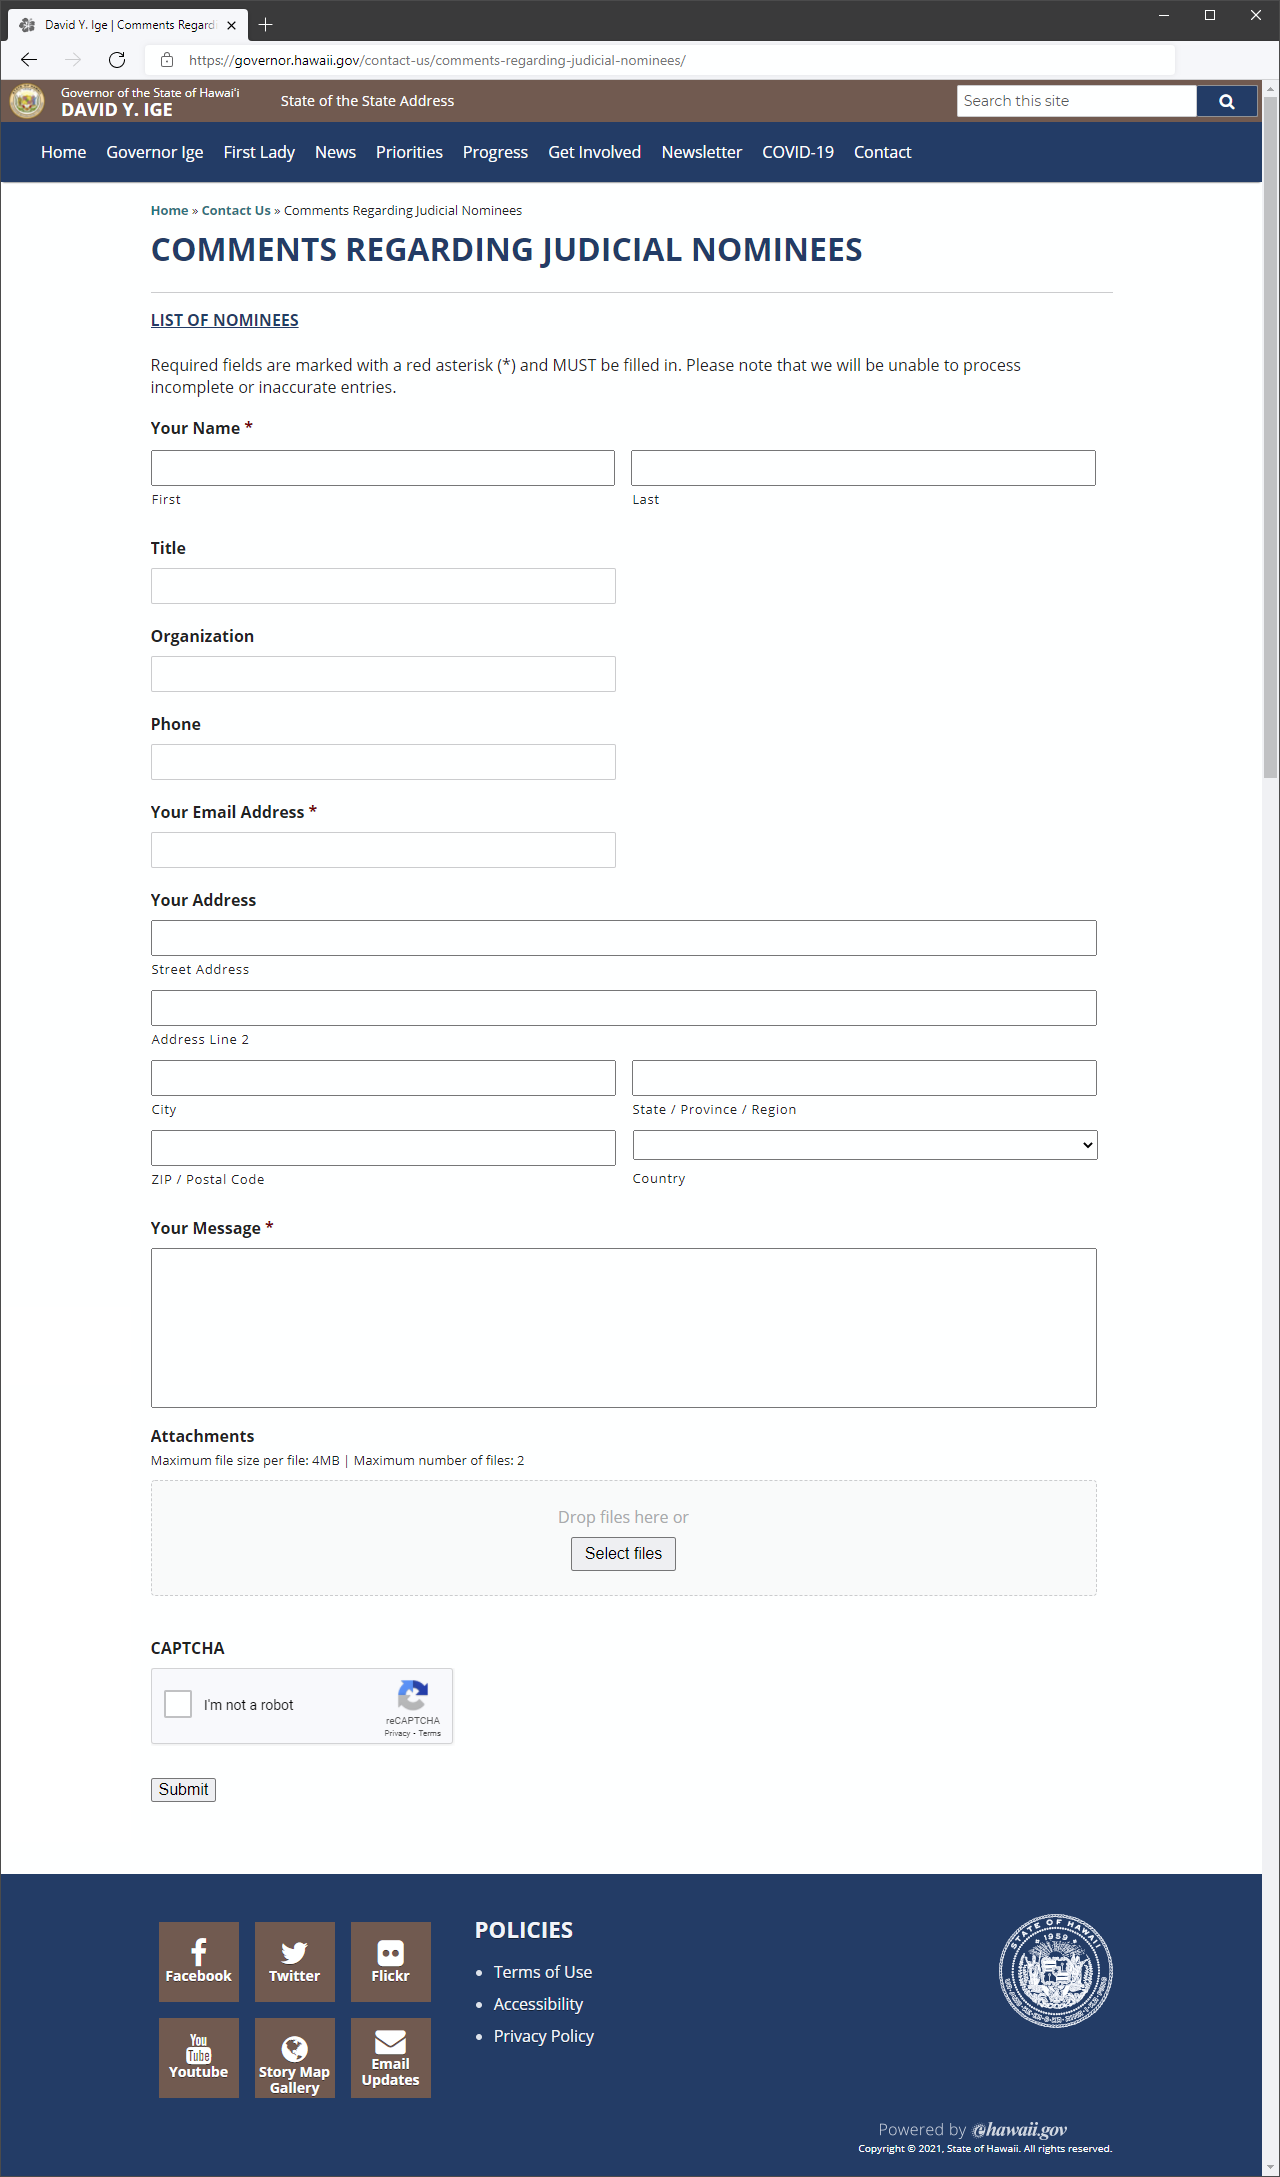 David Y. Ige | Comments Regardi
https://governor.hawaii.gov/contact-us/comments-regarding-judicial-nominees/
Governor of the State of Hawaiʻi
DAVID Y. IGE
State of the State Address
Search this site
Home Governor Ige First Lady News Priorities Progress Get Involved Newsletter COVID-19 Contact
Home » Contact Us » Comments Regarding Judicial Nominees
COMMENTS REGARDING JUDICIAL NOMINEES
LIST OF NOMINEES
Required fields are marked with a red asterisk (*) and MUST be filled in. Please note that we will be unable to process
incomplete or inaccurate entries.
Your Name *
First Last
Title
Organization
Phone
Your Email Address *
Your Address
Street Address
Address Line 2
City State / Province / Region
ZIP / Postal Code Country
Your Message *
Attachments
Maximum file size per file: 4MB | Maximum number of files: 2
Drop files here or
Select files
CAPTCHA
I'm not a robot
reCAPTCHA
Privacy - Terms
Submit
Facebook Twitter Flickr
You
Tube
Youtube
Story Map
Gallery
Email
Updates
POLICIES
Terms of Use
Accessibility
Privacy Policy
STATE OF HAWAII
1959
Powered by ehawaii.gov
Copyright © 2021, State of Hawaii. All rights reserved.